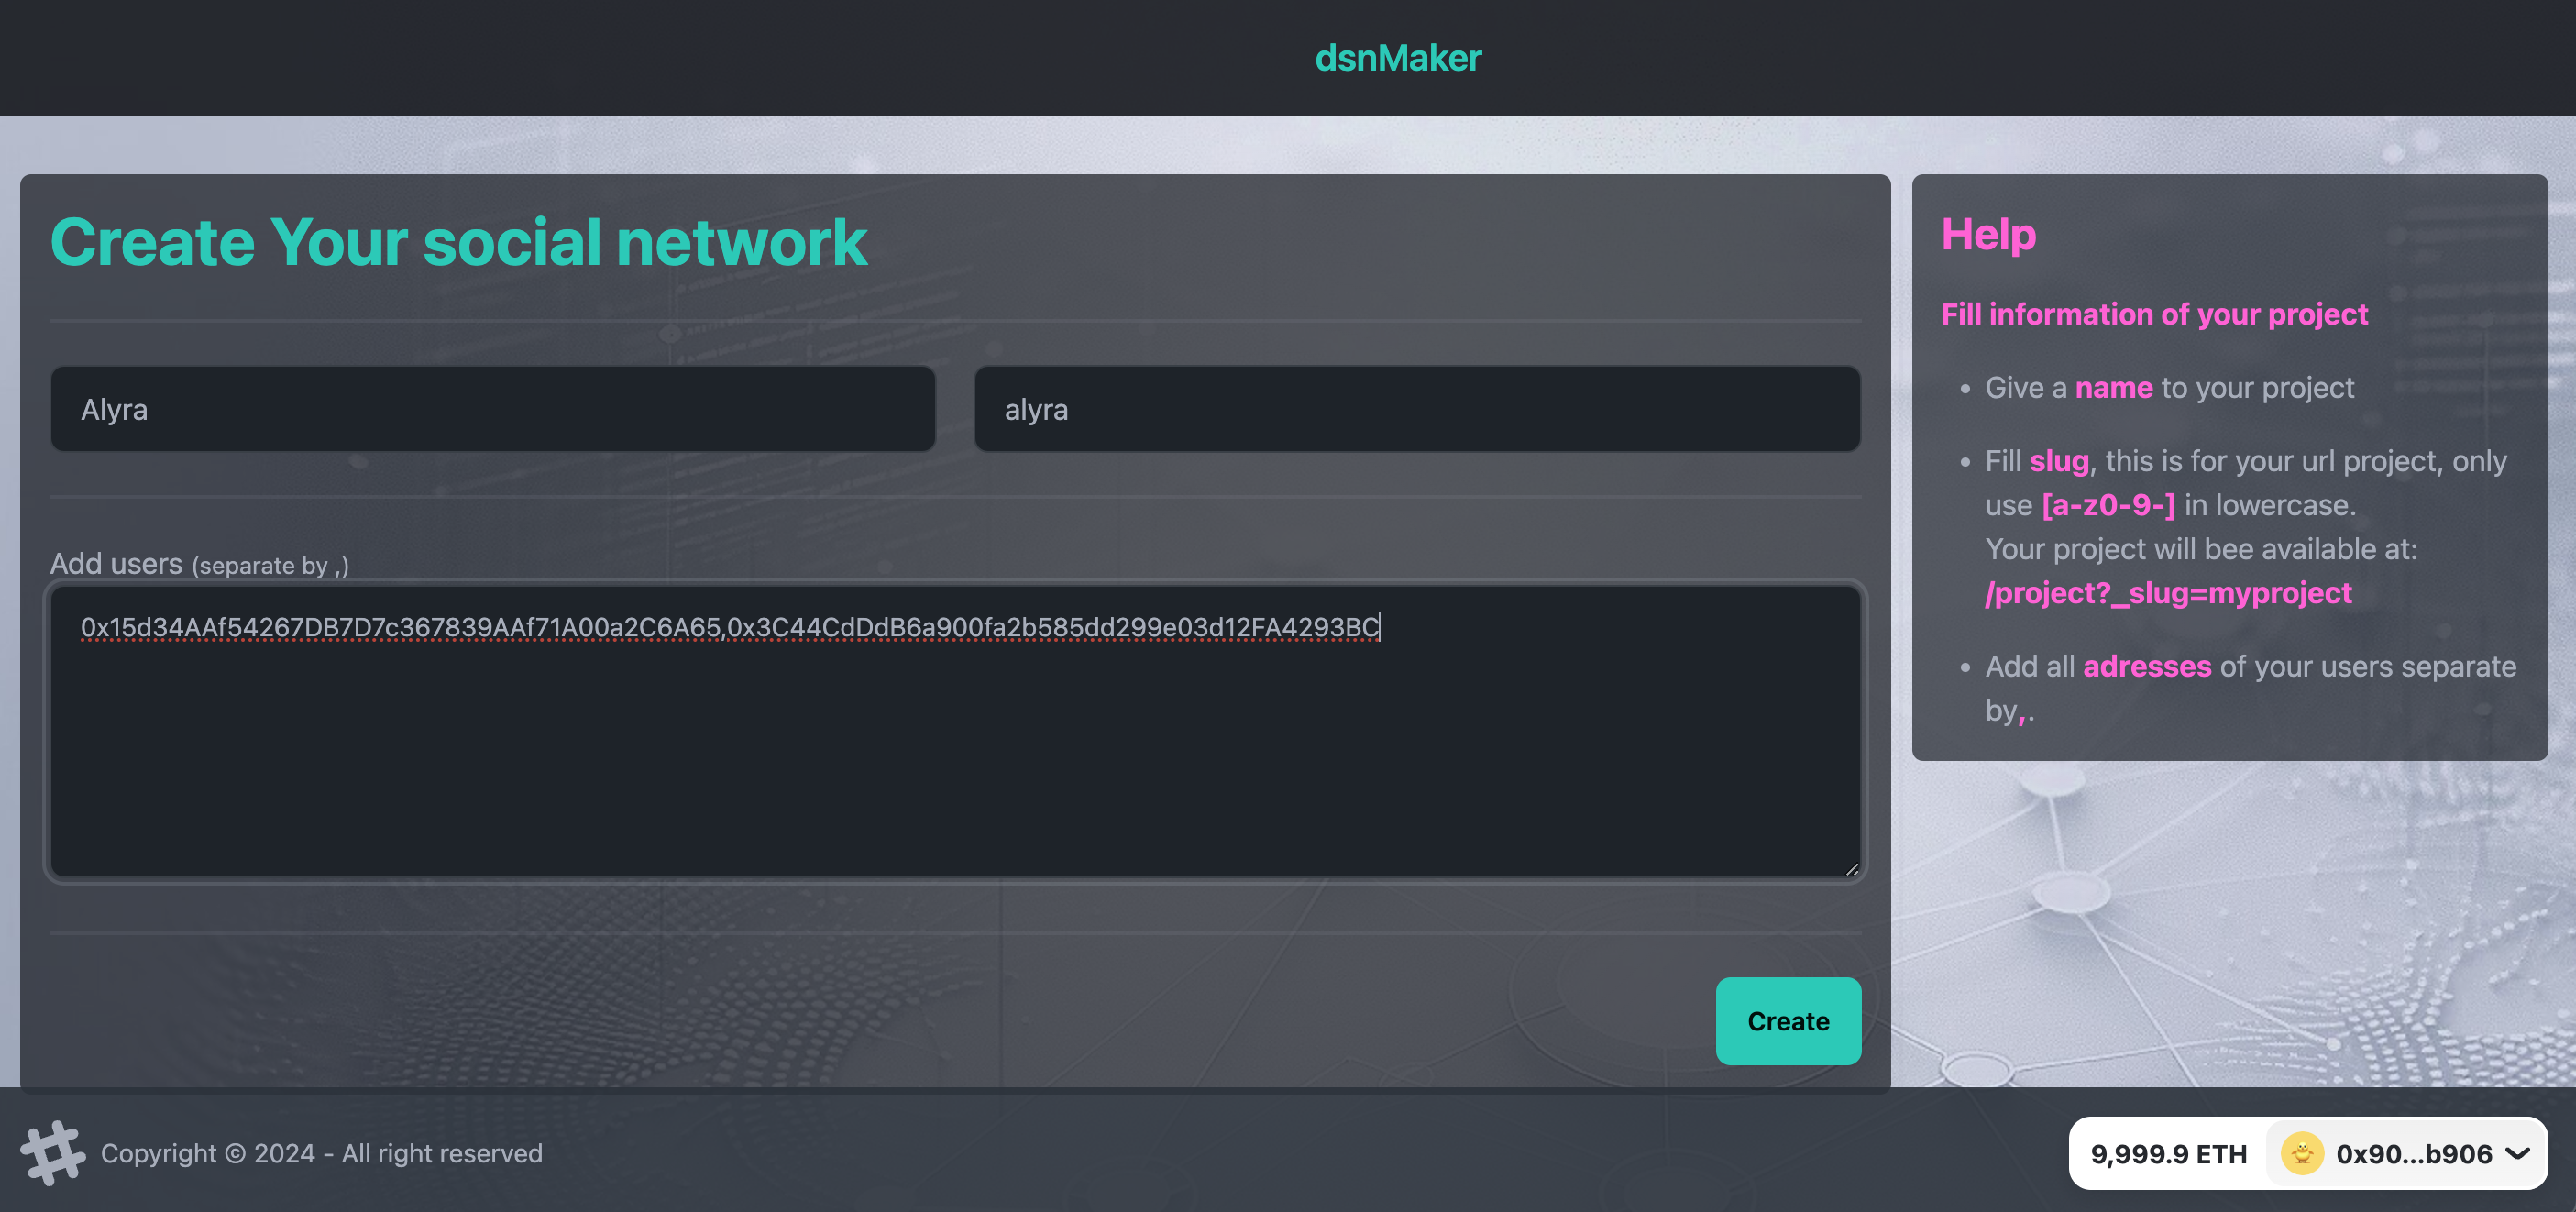 dsnMaker
Create Your social network
Alyra
alyra
Add users (separate by ,)
0x15d34AAf54267DB7D7c367839AAf71A00a2C6A65,0x3C44CdDdB6a900fa2b585dd299e03d12FA4293BC
Create
Help
Fill information of your project
• Give a name to your project
• Fill slug, this is for your url project, only
use [a-z0-9-] in lowercase.
Your project will bee available at:
/project?_slug=myproject
• Add all adresses of your users separate
by,.
Copyright © 2024 - All right reserved
9,999.9 ETH
0x90...b906